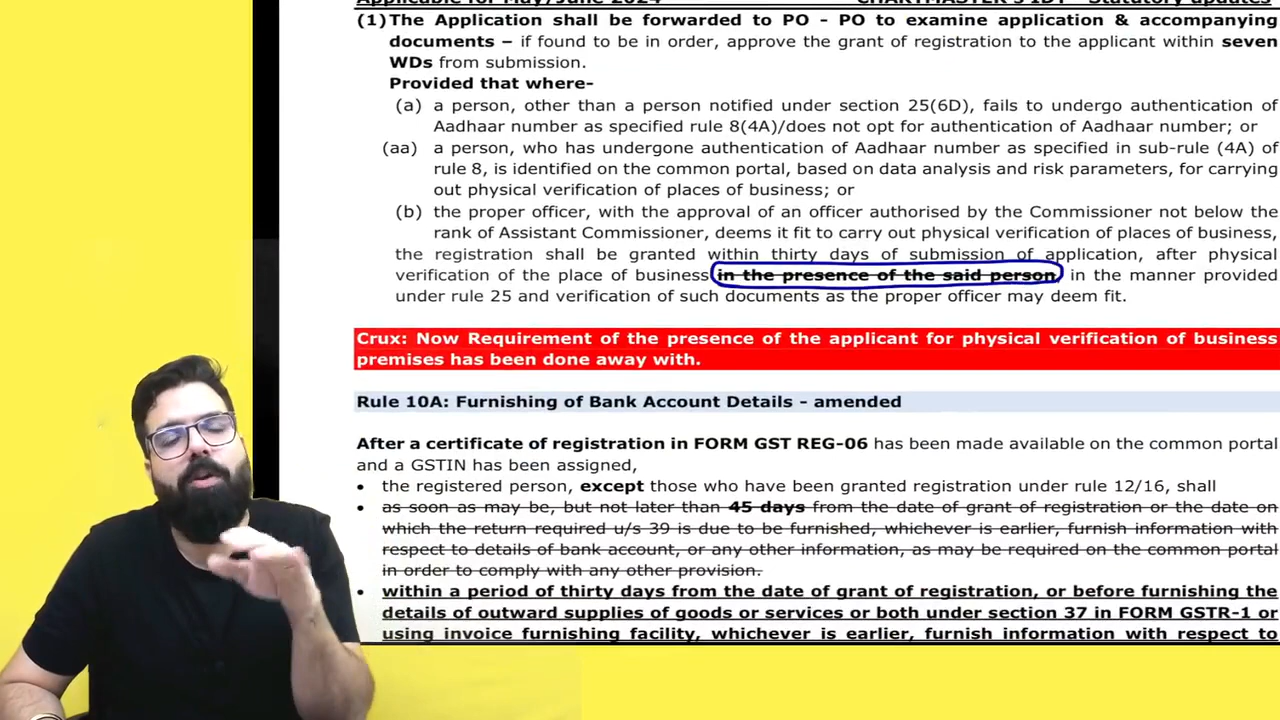 Applicable for May/June 2024 CHARTMASTER's IDT - Statutory updates
(1) The Application shall be forwarded to PO - PO to examine application & accompanying
documents – if found to be in order, approve the grant of registration to the applicant within seven
WDs from submission.
Provided that where-
(a) a person, other than a person notified under section 25(6D), fails to undergo authentication of
Aadhaar number as specified rule 8(4A)/does not opt for authentication of Aadhaar number; or
(aa) a person, who has undergone authentication of Aadhaar number as specified in sub-rule (4A) of
rule 8, is identified on the common portal, based on data analysis and risk parameters, for carrying
out physical verification of places of business; or
(b) the proper officer, with the approval of an officer authorised by the Commissioner not below the
rank of Assistant Commissioner, deems it fit to carry out physical verification of places of business,
the registration shall be granted within thirty days of submission of application, after physical
verification of the place of business in the presence of the said person, in the manner provided
under rule 25 and verification of such documents as the proper officer may deem fit.
Crux: Now Requirement of the presence of the applicant for physical verification of business
premises has been done away with.
Rule 10A: Furnishing of Bank Account Details - amended
After a certificate of registration in FORM GST REG-06 has been made available on the common portal
and a GSTIN has been assigned,
• the registered person, except those who have been granted registration under rule 12/16, shall
• as soon as may be, but not later than 45 days from the date of grant of registration or the date on
which the return required u/s 39 is due to be furnished, whichever is earlier, furnish information with
respect to details of bank account, or any other information, as may be required on the common portal
in order to comply with any other provision.
• within a period of thirty days from the date of grant of registration, or before furnishing the
details of outward supplies of goods or services or both under section 37 in FORM GSTR-1 or
using invoice furnishing facility, whichever is earlier, furnish information with respect to